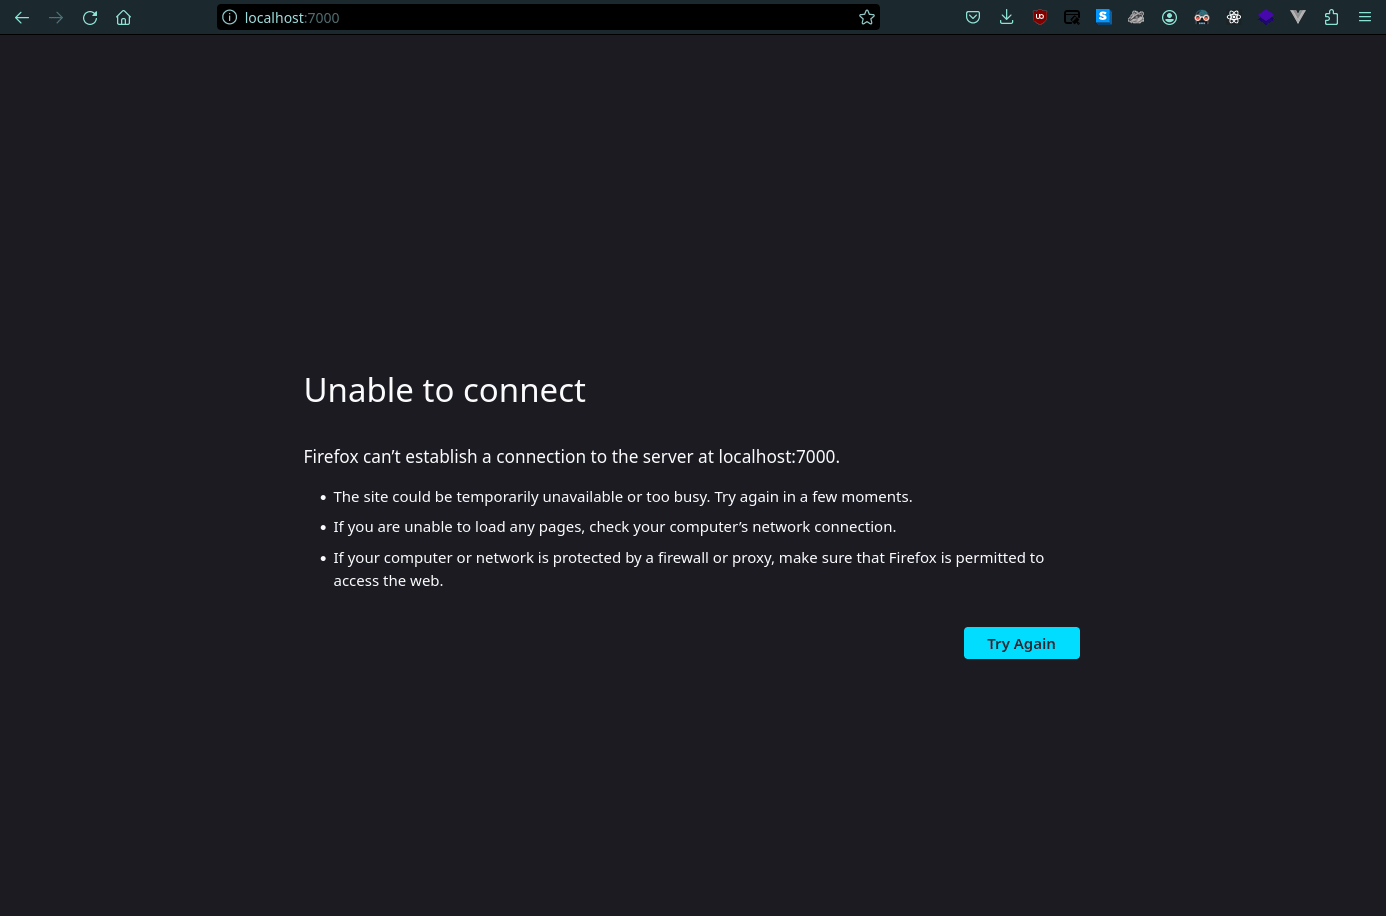 localhost:7000
Unable to connect
Firefox can’t establish a connection to the server at localhost:7000.
• The site could be temporarily unavailable or too busy. Try again in a few moments.
• If you are unable to load any pages, check your computer’s network connection.
• If your computer or network is protected by a firewall or proxy, make sure that Firefox is permitted to
access the web.
Try Again